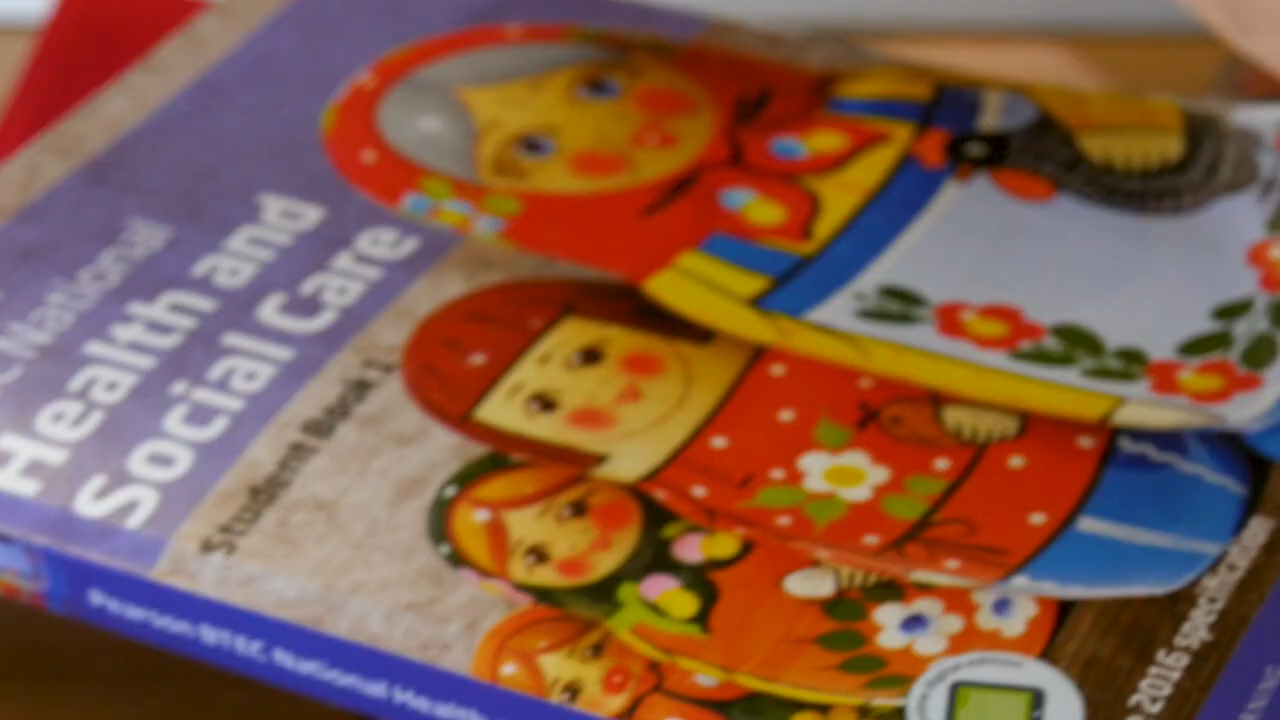 National
Health and
Social Care
Student Book 1
Pearson BTEC National Health
2016 specification